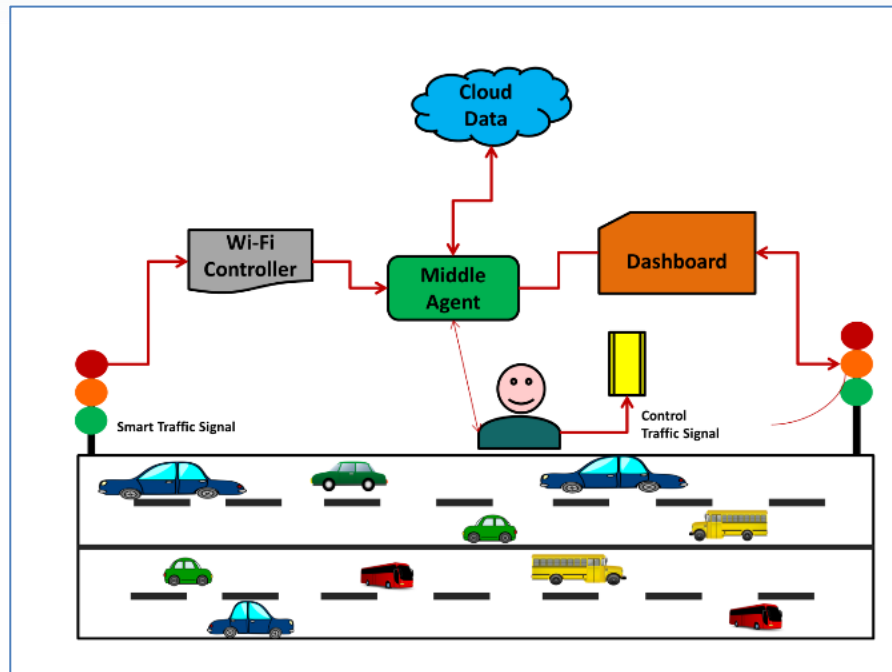 Cloud
Data
Wi-Fi
Controller
Middle
Agent
Dashboard
Smart Traffic Signal
Control
Traffic Signal